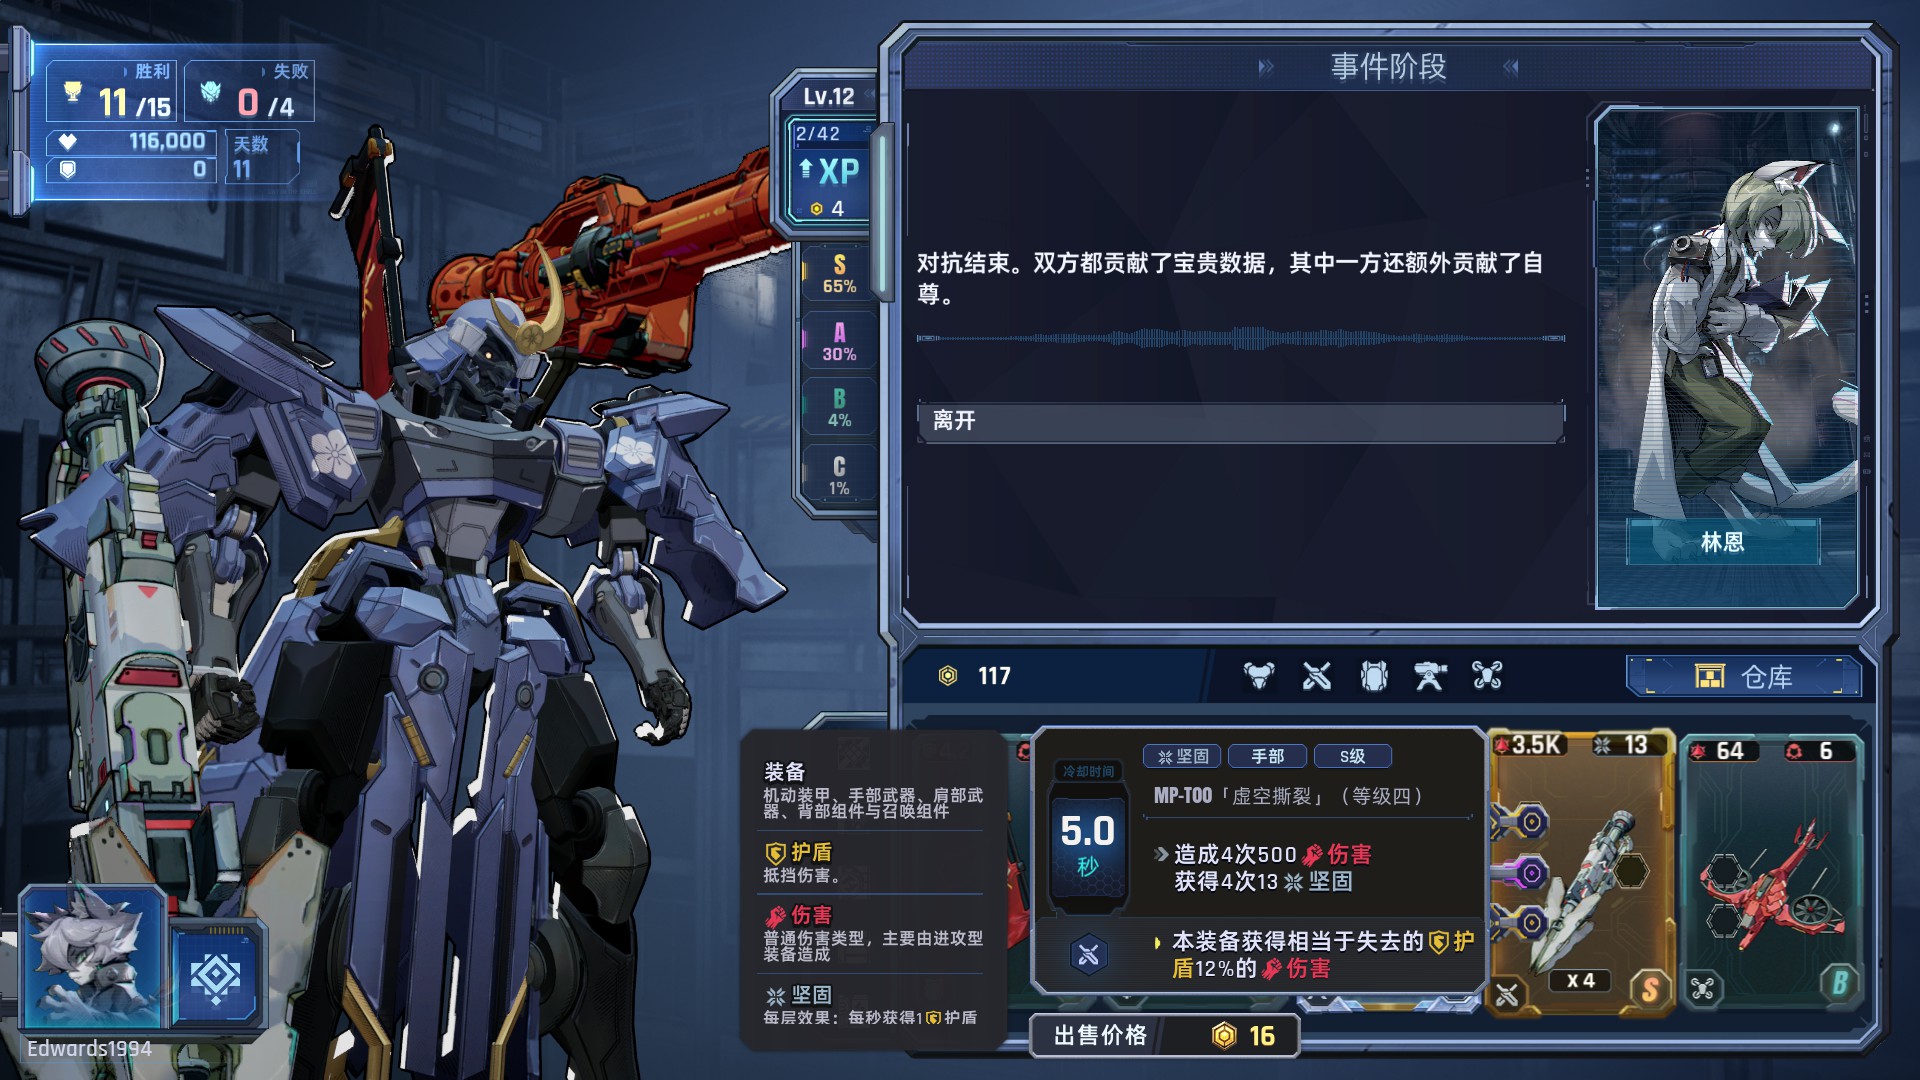 胜利
11/15
失败
0/4
116,000
0
天数
11
Lv.12
2/42
XP
4
S
65%
A
30%
B
4%
C
1%
事件阶段
对抗结束。双方都贡献了宝贵数据，其中一方还额外贡献了自
尊。
离开
林恩
117
仓库
装备
机动装甲、手部武器、肩部武
器、背部组件与召唤组件
护盾
抵挡伤害。
伤害
普通伤害类型，主要由进攻型
装备造成
坚固
每层效果：每秒获得1护盾
冷却时间
5.0
秒
坚固
手部
S级
MP-T00「虚空撕裂」（等级四）
造成4次500伤害
获得4次13坚固
本装备获得相当于失去的护
盾12%的伤害
出售价格
16
3.5K
13
x4
S
64
6
B
Edwards1994